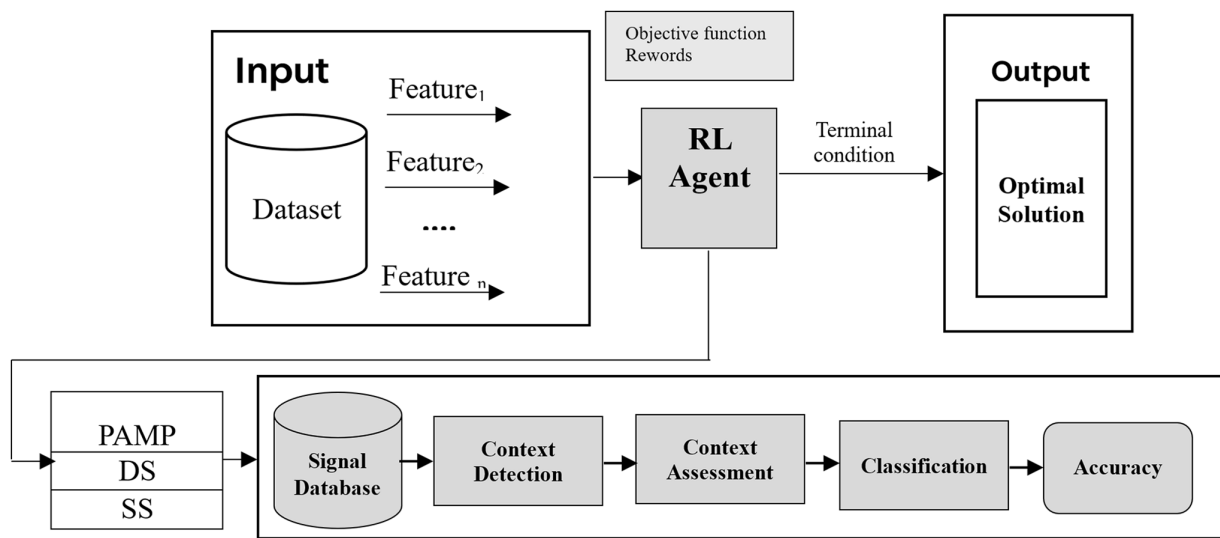 Input
Dataset
Feature₁
Feature₂
....
Feature ₙ
Objective function
Rewords
RL
Agent
Terminal
condition
Output
Optimal
Solution
PAMP
DS
SS
Signal
Database
Context
Detection
Context
Assessment
Classification
Accuracy